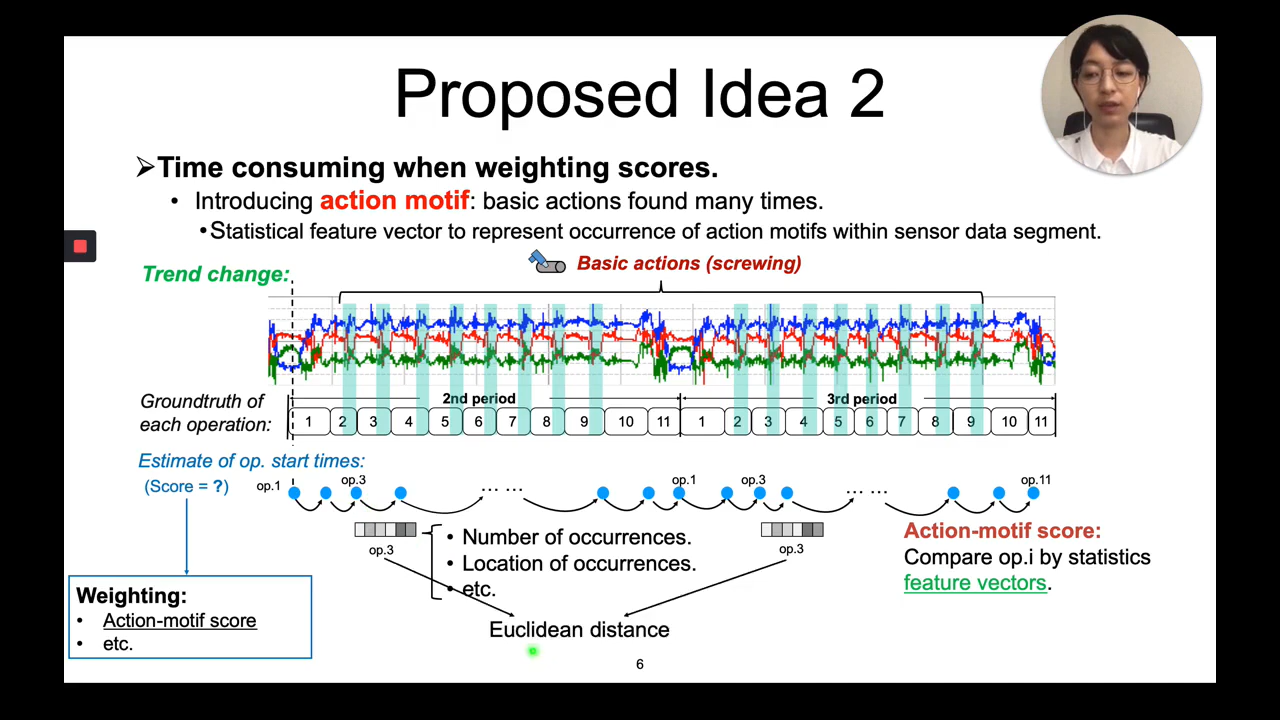 Proposed Idea 2
➢Time consuming when weighting scores.
• Introducing action motif: basic actions found many times.
•Statistical feature vector to represent occurrence of action motifs within sensor data segment.
Trend change:
Basic actions (screwing)
Groundtruth of
each operation:
2nd period
3rd period
1 2 3 4 5 6 7 8 9 10 11 1 2 3 4 5 6 7 8 9 10 11
Estimate of op. start times:
(Score = ?)
op.1
op.3
... ...
op.1
op.3
... ...
op.11
op.3
• Number of occurrences.
• Location of occurrences.
• etc.
op.3
Euclidean distance
Action-motif score:
Compare op.i by statistics
feature vectors.
Weighting:
• Action-motif score
• etc.
6